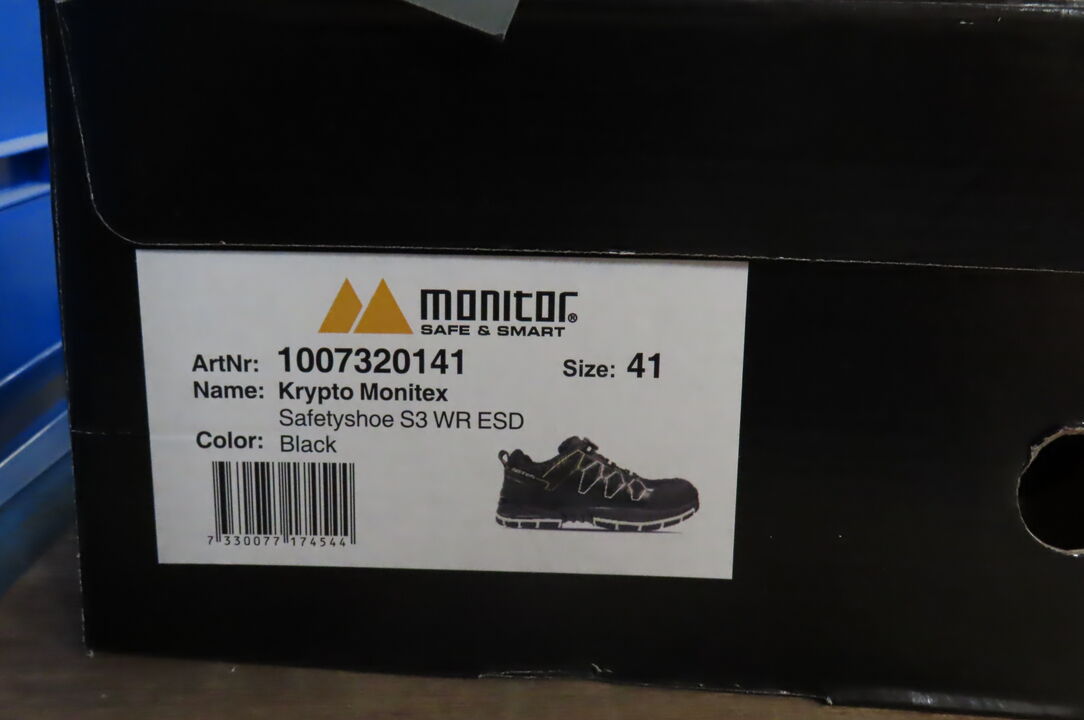 monitor®
SAFE & SMART
ArtNr: 1007320141
Size: 41
Name: Krypto Monitex
Safetyshoe S3 WR ESD
Color: Black
7 330077 174544